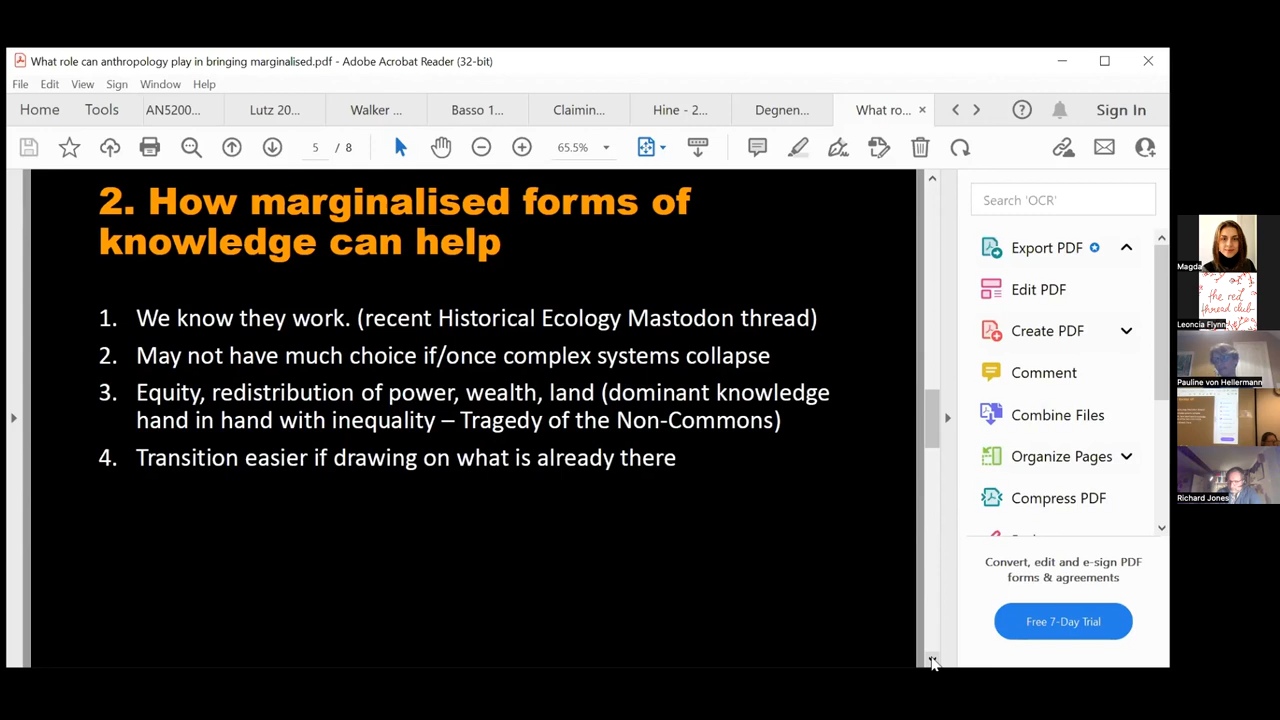 What role can anthropology play in bringing marginalised.pdf - Adobe Acrobat Reader (32-bit)
File Edit View Sign Window Help
Home Tools AN5200... Lutz 20... Walker ... Basso 1... Claimin... Hine - 2... Degnen... What ro... × Sign In
5 / 8 65.5%
2. How marginalised forms of
knowledge can help
1. We know they work. (recent Historical Ecology Mastodon thread)
2. May not have much choice if/once complex systems collapse
3. Equity, redistribution of power, wealth, land (dominant knowledge
hand in hand with inequality – Tragedy of the Non-Commons)
4. Transition easier if drawing on what is already there
Search 'OCR'
Export PDF
Edit PDF
Create PDF
Comment
Combine Files
Organize Pages
Compress PDF
Convert, edit and e-sign PDF
forms & agreements
Free 7-Day Trial
Magda
the red
thread club
Leoncia Flynn
Pauline von Hellermann
Richard Jones